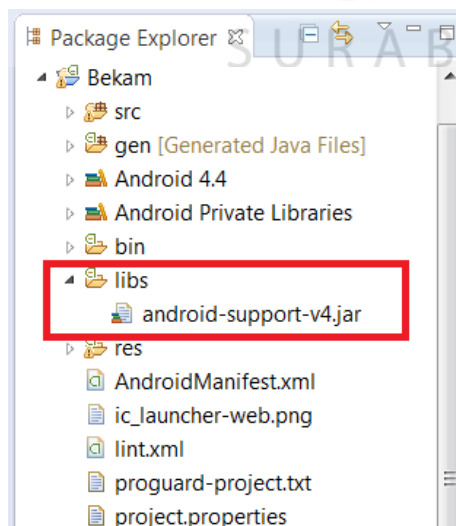 Package Explorer
SURAB
Bekam
src
gen [Generated Java Files]
Android 4.4
Android Private Libraries
bin
libs
android-support-v4.jar
res
AndroidManifest.xml
ic_launcher-web.png
lint.xml
proguard-project.txt
project.properties